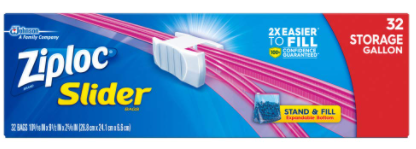 Johnson
A Family Company
Ziploc
BRAND
Slider
2X EASIER
TO FILL
100%
CONFIDENCE
GUARANTEED
32
STORAGE
GALLON
STAND & FILL
Expandable Bottom